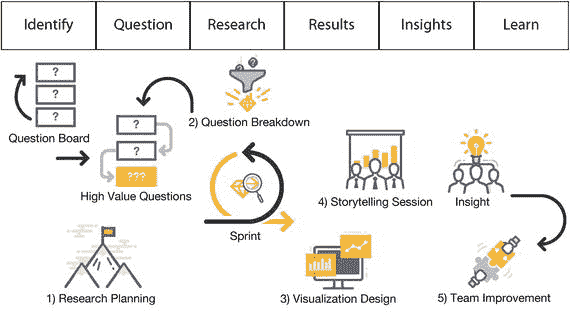 Identify
Question
Research
Results
Insights
Learn
?
?
?
Question Board
?
?
???
High Value Questions
? ?
2) Question Breakdown
Sprint
4) Storytelling Session
Insight
1) Research Planning
3) Visualization Design
5) Team Improvement